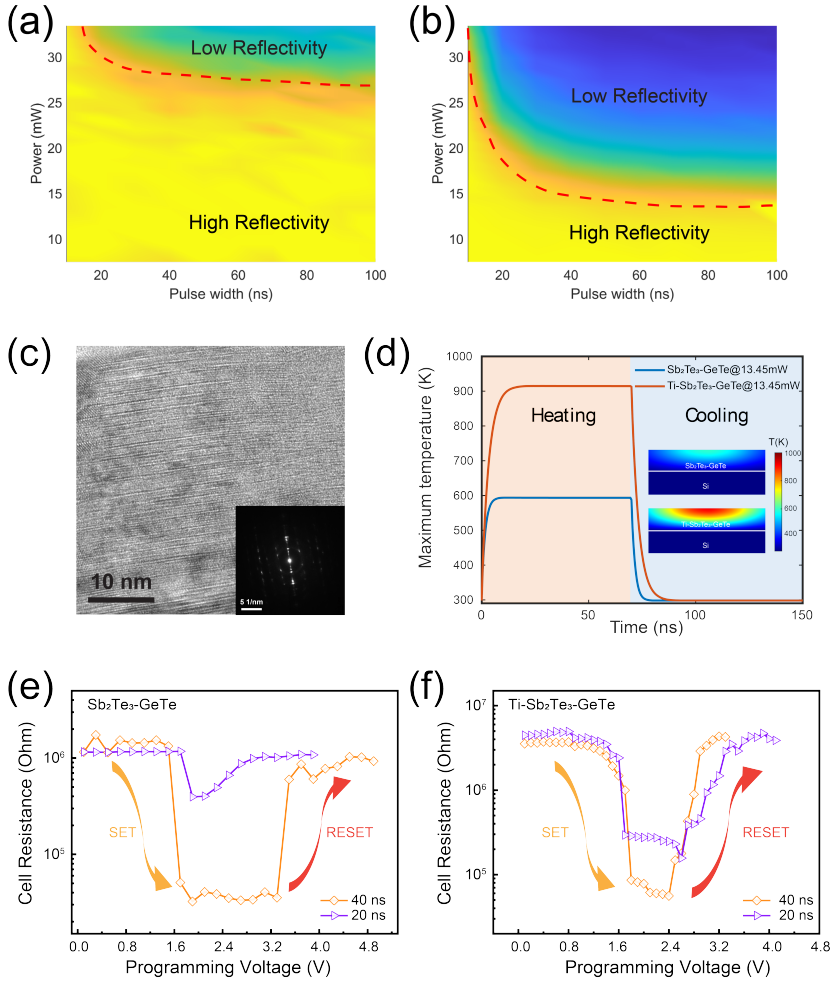 (a)
Low Reflectivity
High Reflectivity
30
25
20
15
10
Power (mW)
20 40 60 80 100
Pulse width (ns)
(b)
Low Reflectivity
High Reflectivity
30
25
20
15
10
Power (mW)
20 40 60 80 100
Pulse width (ns)
(c)
10 nm
5 1/nm
(d)
1000
900
800
700
600
500
400
300
Maximum temperature (K)
Sb₂Te₃-GeTe@13.45mW
Ti-Sb₂Te₃-GeTe@13.45mW
Heating
Cooling
T(K)
1000
800
600
400
Sb₂Te₃-GeTe
Si
Ti-Sb₂Te₃-GeTe
Si
0 50 100 150
Time (ns)
(e)
Sb₂Te₃-GeTe
10⁶
10⁵
Cell Resistance (Ohm)
SET
RESET
40 ns
20 ns
0.0 0.8 1.6 2.4 3.2 4.0 4.8
Programming Voltage (V)
(f)
Ti-Sb₂Te₃-GeTe
10⁷
10⁶
10⁵
Cell Resistance (Ohm)
SET
RESET
40 ns
20 ns
0.0 0.8 1.6 2.4 3.2 4.0 4.8
Programming Voltage (V)